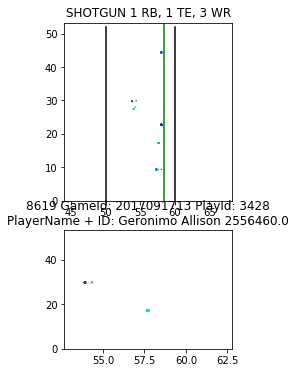 SHOTGUN 1 RB, 1 TE, 3 WR
50
40
30
20
10
0
45 50 55 60 65
8619 GameId: 2017091713 PlayId: 3428
PlayerName + ID: Geronimo Allison 2556460.0
40
20
0
55.0 57.5 60.0 62.5